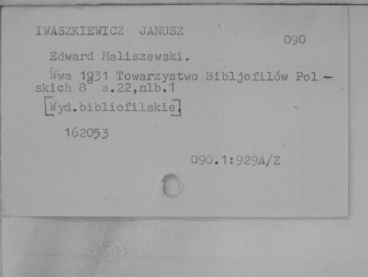 IWASZKIEWICZ JANUSZ
090
Edward Maliszewski.
Wwa 1931 Towarzystwo Bibljofilów Pol-
skich 8° s.22,nlb.1
[Wyd.bibliofilskie]
162053
090.1:929A/Z